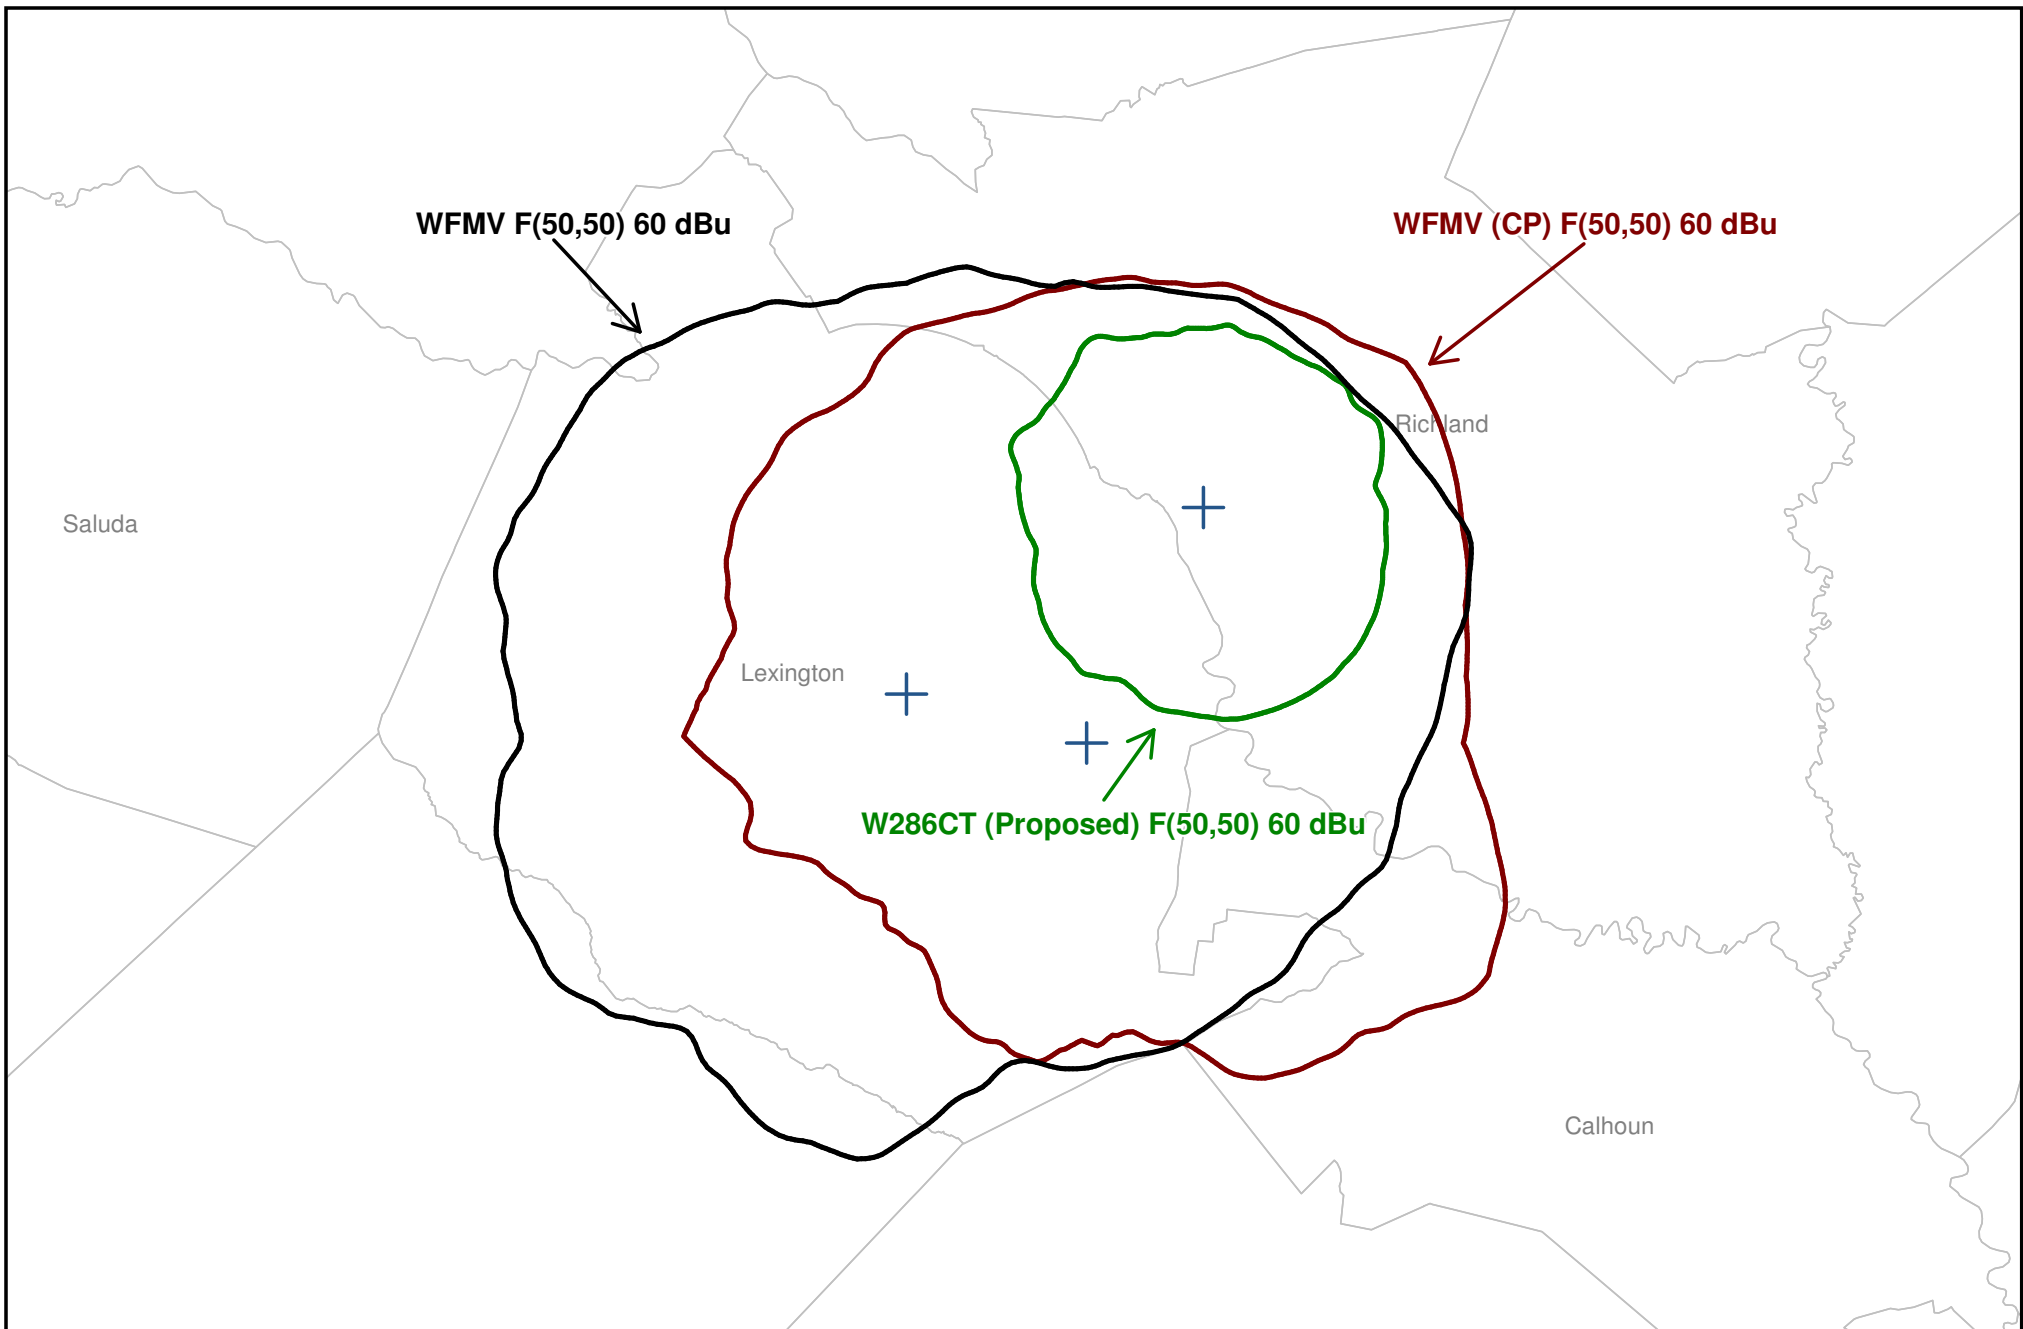 WFMV F(50,50) 60 dBu
WFMV (CP) F(50,50) 60 dBu
Richland
Saluda
Lexington
W286CT (Proposed) F(50,50) 60 dBu
Calhoun